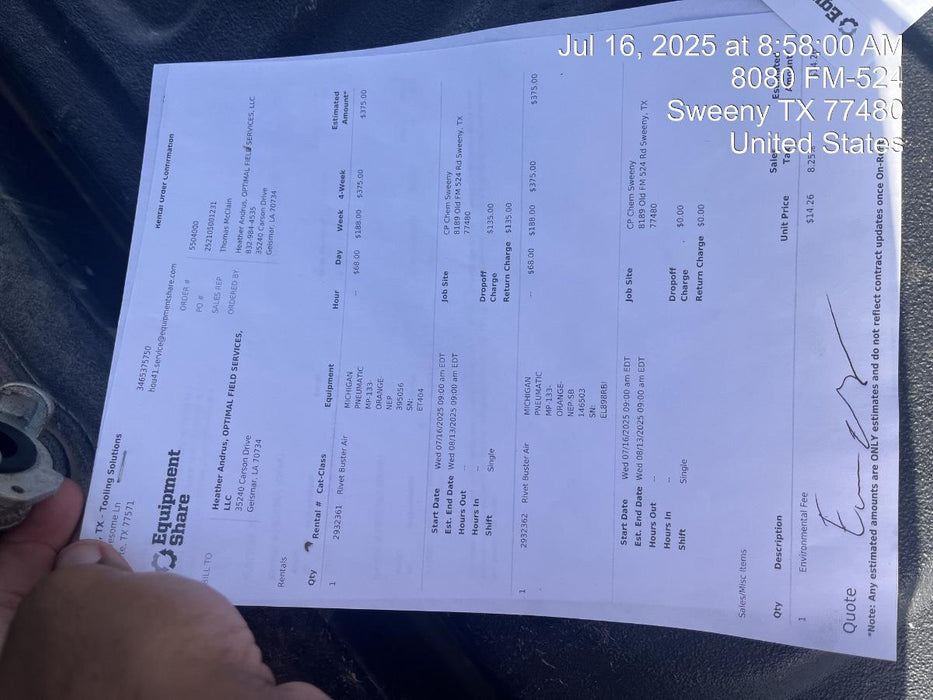 Jul 16, 2025 at 8:58:00 AM
8080 FM-524
Sweeny TX 77480
United States
TX - Tooling Solutions
TX 77571
3465375750
hou41.service@equipmentshare.com
Rental Order Confirmation
Equipment
Share
ORDER # 5504000
PO # 252105001231
SALES REP Thomas McClain
ORDERED BY Heather Andrus, OPTIMAL FIELD SERVICES, LLC
832-984-4535
35240 Carson Drive
Geismar, LA 70734
BILL TO
Heather Andrus, OPTIMAL FIELD SERVICES,
LLC
35240 Carson Drive
Geismar, LA 70734
Rentals
Qty Rental # Cat-Class Equipment Hour Day Week 4-Week Estimated Amount*
1 2932361 Rivet Buster Air MICHIGAN -- $68.00 $188.00 $375.00 $375.00
PNEUMATIC
MP-133-
ORANGE-
NEP
395056
SN:
ET404
Start Date Wed 07/16/2025 09:00 am EDT Job Site CP Chem Sweeny
Est. End Date Wed 08/13/2025 09:00 am EDT 8189 Old FM 524 Rd Sweeny, TX
Hours Out -- 77480
Hours In --
Shift Single
Dropoff Charge $135.00
Return Charge $135.00
1 2932362 Rivet Buster Air MICHIGAN -- $68.00 $188.00 $375.00 $375.00
PNEUMATIC
MP-133-
ORANGE-
NEP-SB
146503
SN:
EL898RBI
Start Date Wed 07/16/2025 09:00 am EDT Job Site CP Chem Sweeny
Est. End Date Wed 08/13/2025 09:00 am EDT 8189 Old FM 524 Rd Sweeny, TX
Hours Out -- 77480
Hours In --
Shift Single
Dropoff Charge $0.00
Return Charge $0.00
Sales/Misc Items
Qty Description Unit Price
1 Environmental Fee $14.26 8.25%
Quote
*Note: Any estimated amounts are ONLY estimates and do not reflect contract updates once On-Re